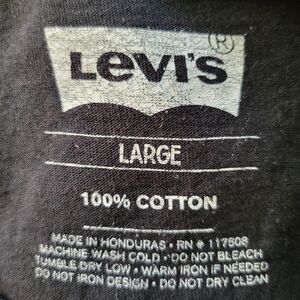 Levi's ®
LARGE
100% COTTON
MADE IN HONDURAS • RN # 117508
MACHINE WASH COLD • DO NOT BLEACH
TUMBLE DRY LOW • WARM IRON IF NEEDED
DO NOT IRON DESIGN • DO NOT DRY CLEAN